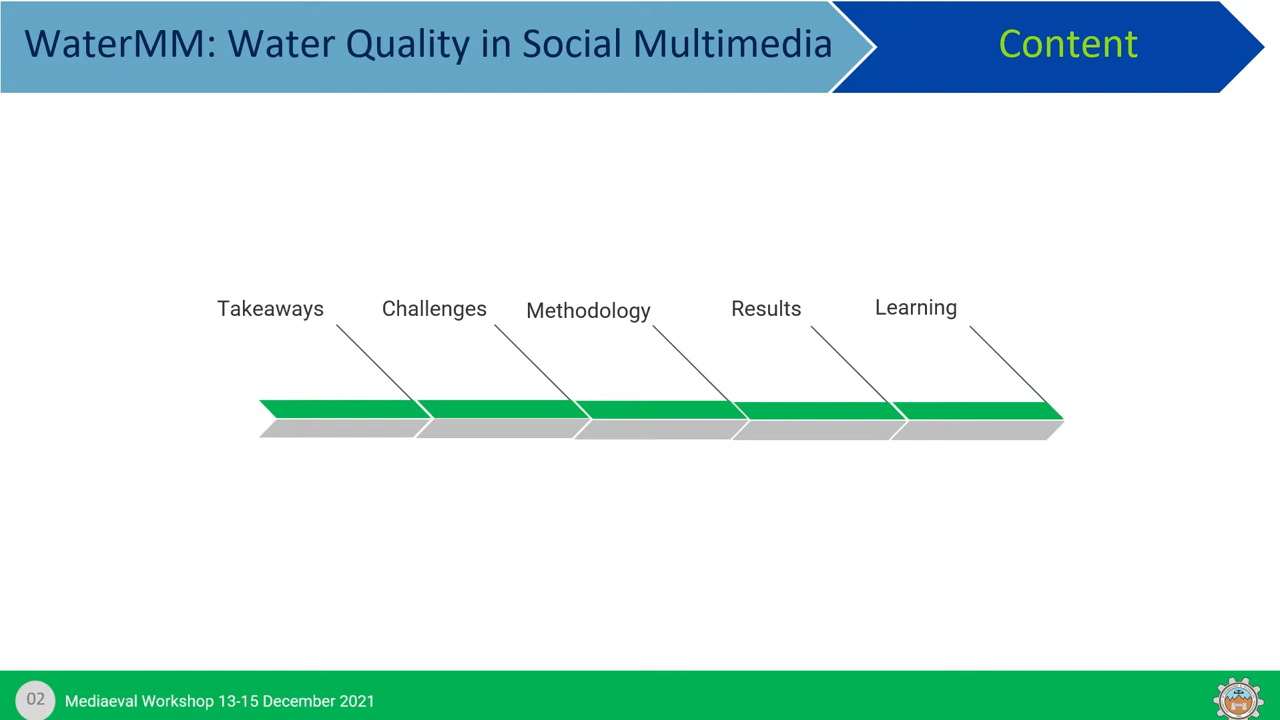 WaterMM: Water Quality in Social Multimedia
Content
Takeaways
Challenges
Methodology
Results
Learning
02
Mediaeval Workshop 13-15 December 2021